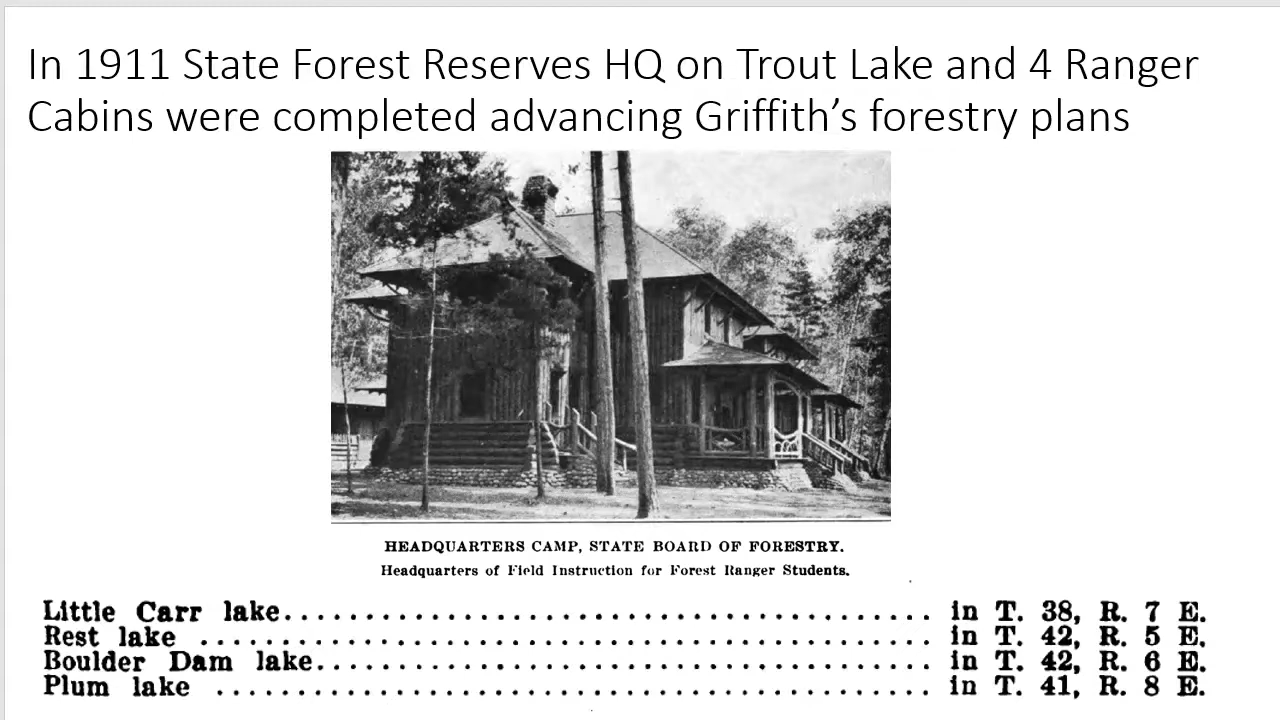 In 1911 State Forest Reserves HQ on Trout Lake and 4 Ranger
Cabins were completed advancing Griffith’s forestry plans
HEADQUARTERS CAMP, STATE BOARD OF FORESTRY.
Headquarters of Field Instruction for Forest Ranger Students.
Little Carr lake........................................ in T. 38, R. 7 E.
Rest lake ............................................. in T. 42, R. 5 E.
Boulder Dam lake...................................... in T. 42, R. 6 E.
Plum lake ............................................ in T. 41, R. 8 E.